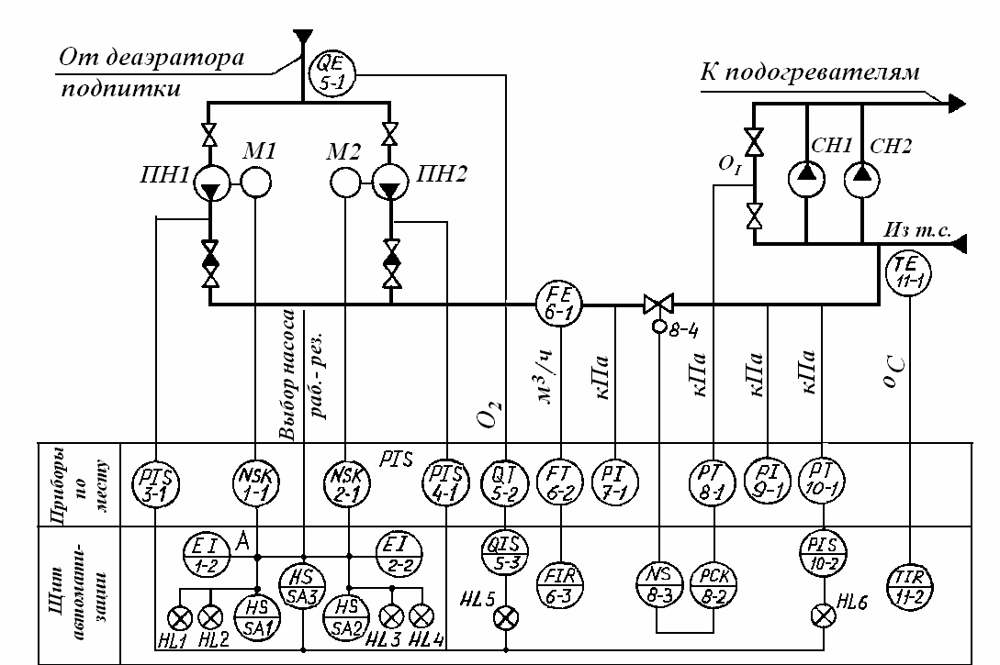 От деаэратора
подпитки
QE
5-1
К подогревателям
М1
М2
ПН1
ПН2
O₁
СН1
СН2
Из т.с.
TE
11-1
FE
6-1
8-4
Выбор насоса
раб.- рез.
O₂
м³/ч
кПа
кПа
кПа
кПа
°C
Приборы
по
месту
PIS
3-1
NSK
1-1
NSK
2-1
PIS
PIS
4-1
QT
5-2
FT
6-2
PI
7-1
PT
8-1
PI
9-1
PT
10-1
Щит
автомати-
зации
EI
1-2
A
EI
2-2
HS
SA3
HS
SA1
HS
SA2
HL1
HL2
HL3
HL4
QIS
5-3
HL5
FIR
6-3
NS
8-3
PCK
8-2
PIS
10-2
HL6
TIR
11-2